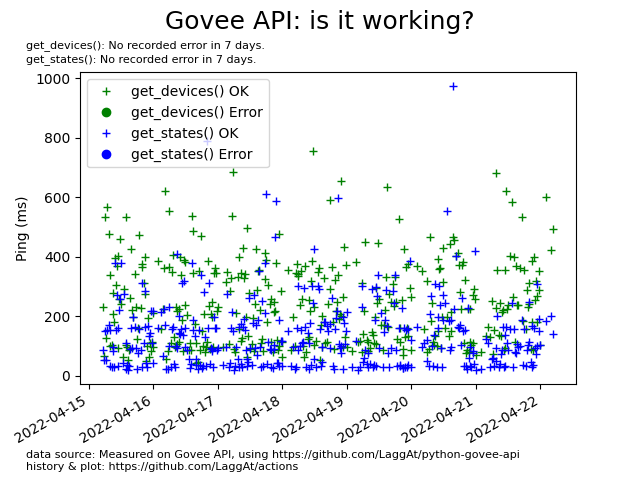 Govee API: is it working?
get_devices(): No recorded error in 7 days.
get_states(): No recorded error in 7 days.
1000
800
600
400
200
0
Ping (ms)
get_devices() OK
get_devices() Error
get_states() OK
get_states() Error
2022-04-15
2022-04-16
2022-04-17
2022-04-18
2022-04-19
2022-04-20
2022-04-21
2022-04-22
data source: Measured on Govee API, using https://github.com/LaggAt/python-govee-api
history & plot: https://github.com/LaggAt/actions